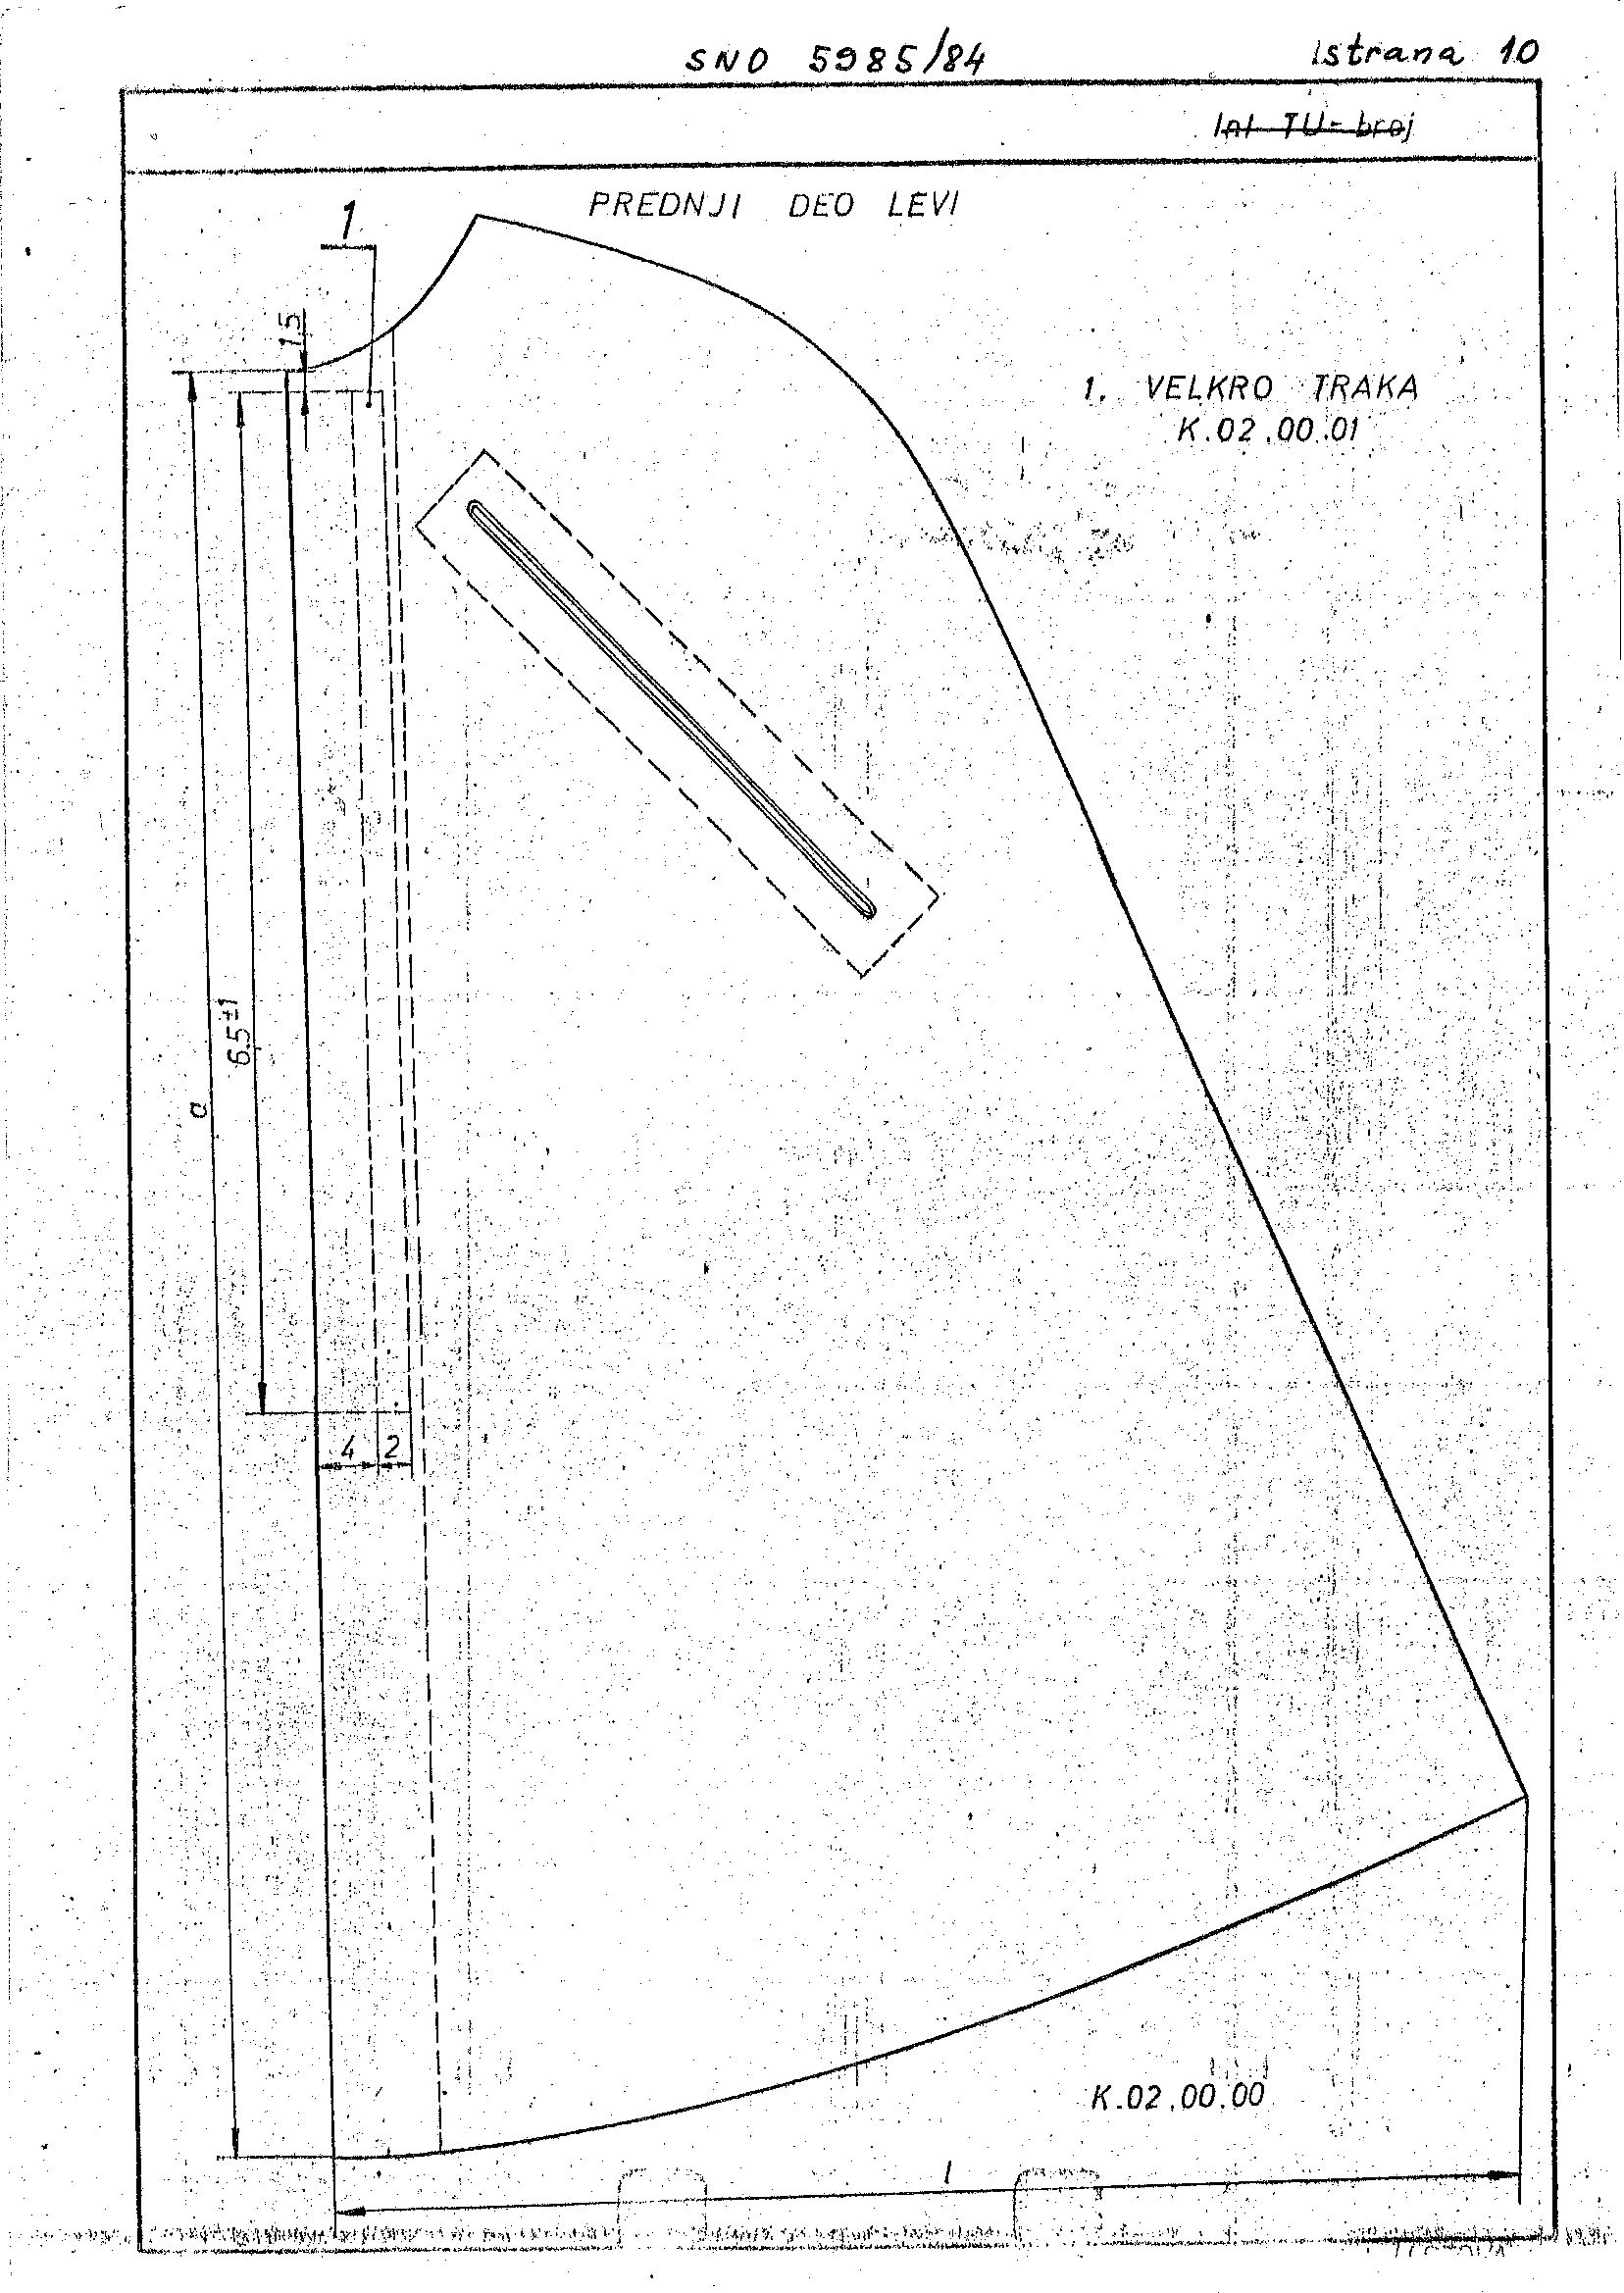 SNO 5985/84
strana 10
Int TU-broj
PREDNJI DEO LEVI
1
1,5
1. VELKRO TRAKA
K.02.00.01
65±1
a
4 2
K.02.00.00
l